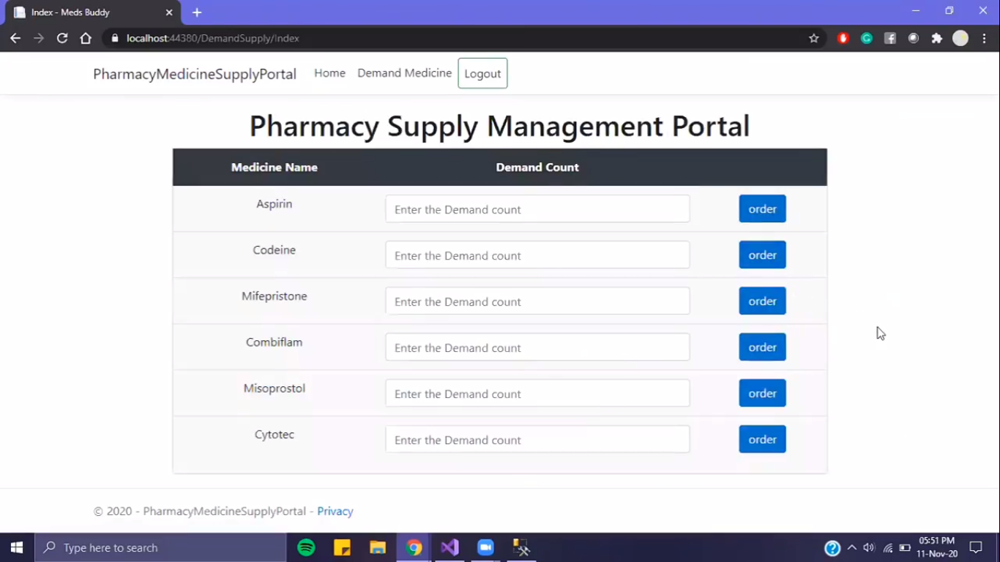 Index - Meds Buddy
localhost:44380/DemandSupply/Index
PharmacyMedicineSupplyPortal Home Demand Medicine Logout
Pharmacy Supply Management Portal
Medicine Name Demand Count
Aspirin Enter the Demand count order
Codeine Enter the Demand count order
Mifepristone Enter the Demand count order
Combiflam Enter the Demand count order
Misoprostol Enter the Demand count order
Cytotec Enter the Demand count order
© 2020 - PharmacyMedicineSupplyPortal - Privacy
Type here to search
05:51 PM
11-Nov-20